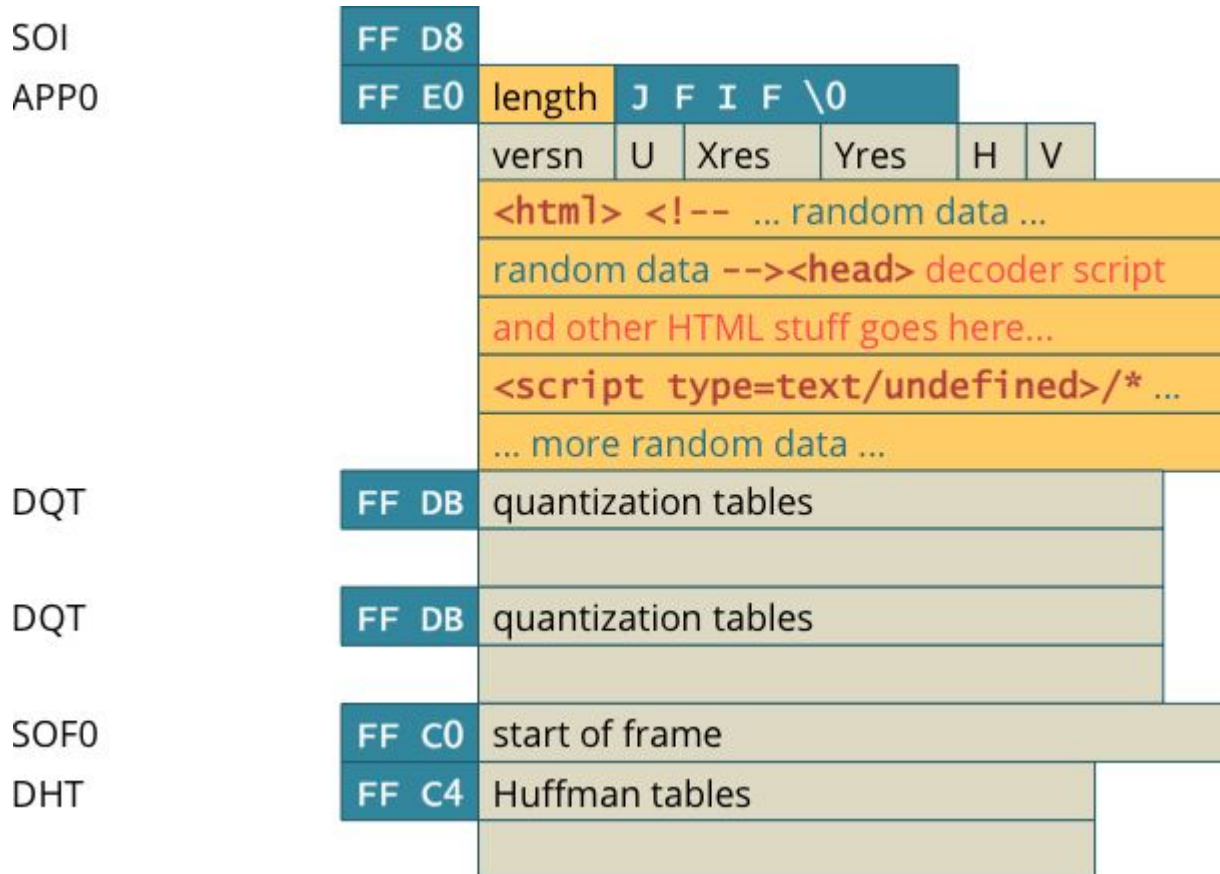 SOI FF D8
APP0 FF E0 length J F I F \0
versn U Xres Yres H V
<html> <!-- ... random data ...
random data --><head> decoder script
and other HTML stuff goes here...
<script type=text/undefined>/* ...
... more random data ...
DQT FF DB quantization tables
DQT FF DB quantization tables
SOF0 FF C0 start of frame
DHT FF C4 Huffman tables